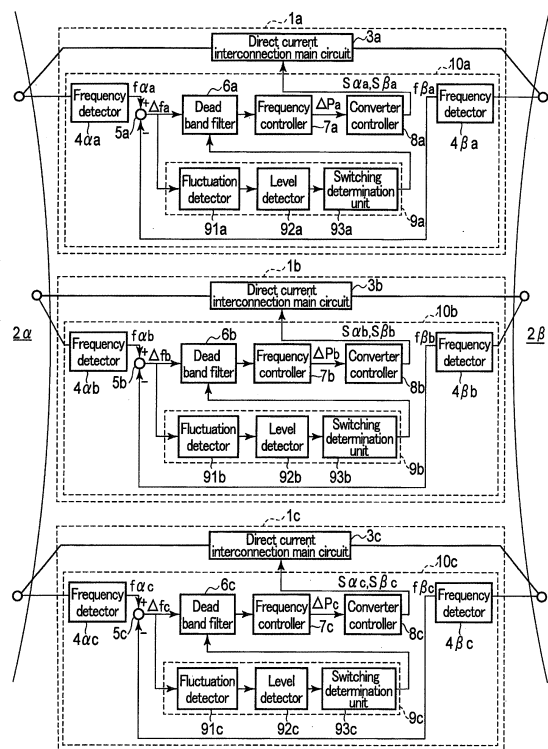 1a
3a
Direct current
interconnection main circuit
10a
Frequency
detector
4αa
fαa
+
Δfa
5a
−
6a
Dead
band filter
Frequency
controller
7a
ΔPa
Sαa,Sβa
Converter
controller
8a
fβa
Frequency
detector
4βa
Fluctuation
detector
91a
Level
detector
92a
Switching
determination
unit
93a
9a
1b
3b
Direct current
interconnection main circuit
10b
2α
2β
Frequency
detector
4αb
fαb
+
Δfb
5b
−
6b
Dead
band filter
Frequency
controller
7b
ΔPb
Sαb,Sβb
Converter
controller
8b
fβb
Frequency
detector
4βb
Fluctuation
detector
91b
Level
detector
92b
Switching
determination
unit
93b
9b
1c
3c
Direct current
interconnection main circuit
10c
Frequency
detector
4αc
fαc
+
Δfc
5c
−
6c
Dead
band filter
Frequency
controller
7c
ΔPc
Sαc,Sβc
Converter
controller
8c
fβc
Frequency
detector
4βc
Fluctuation
detector
91c
Level
detector
92c
Switching
determination
unit
93c
9c